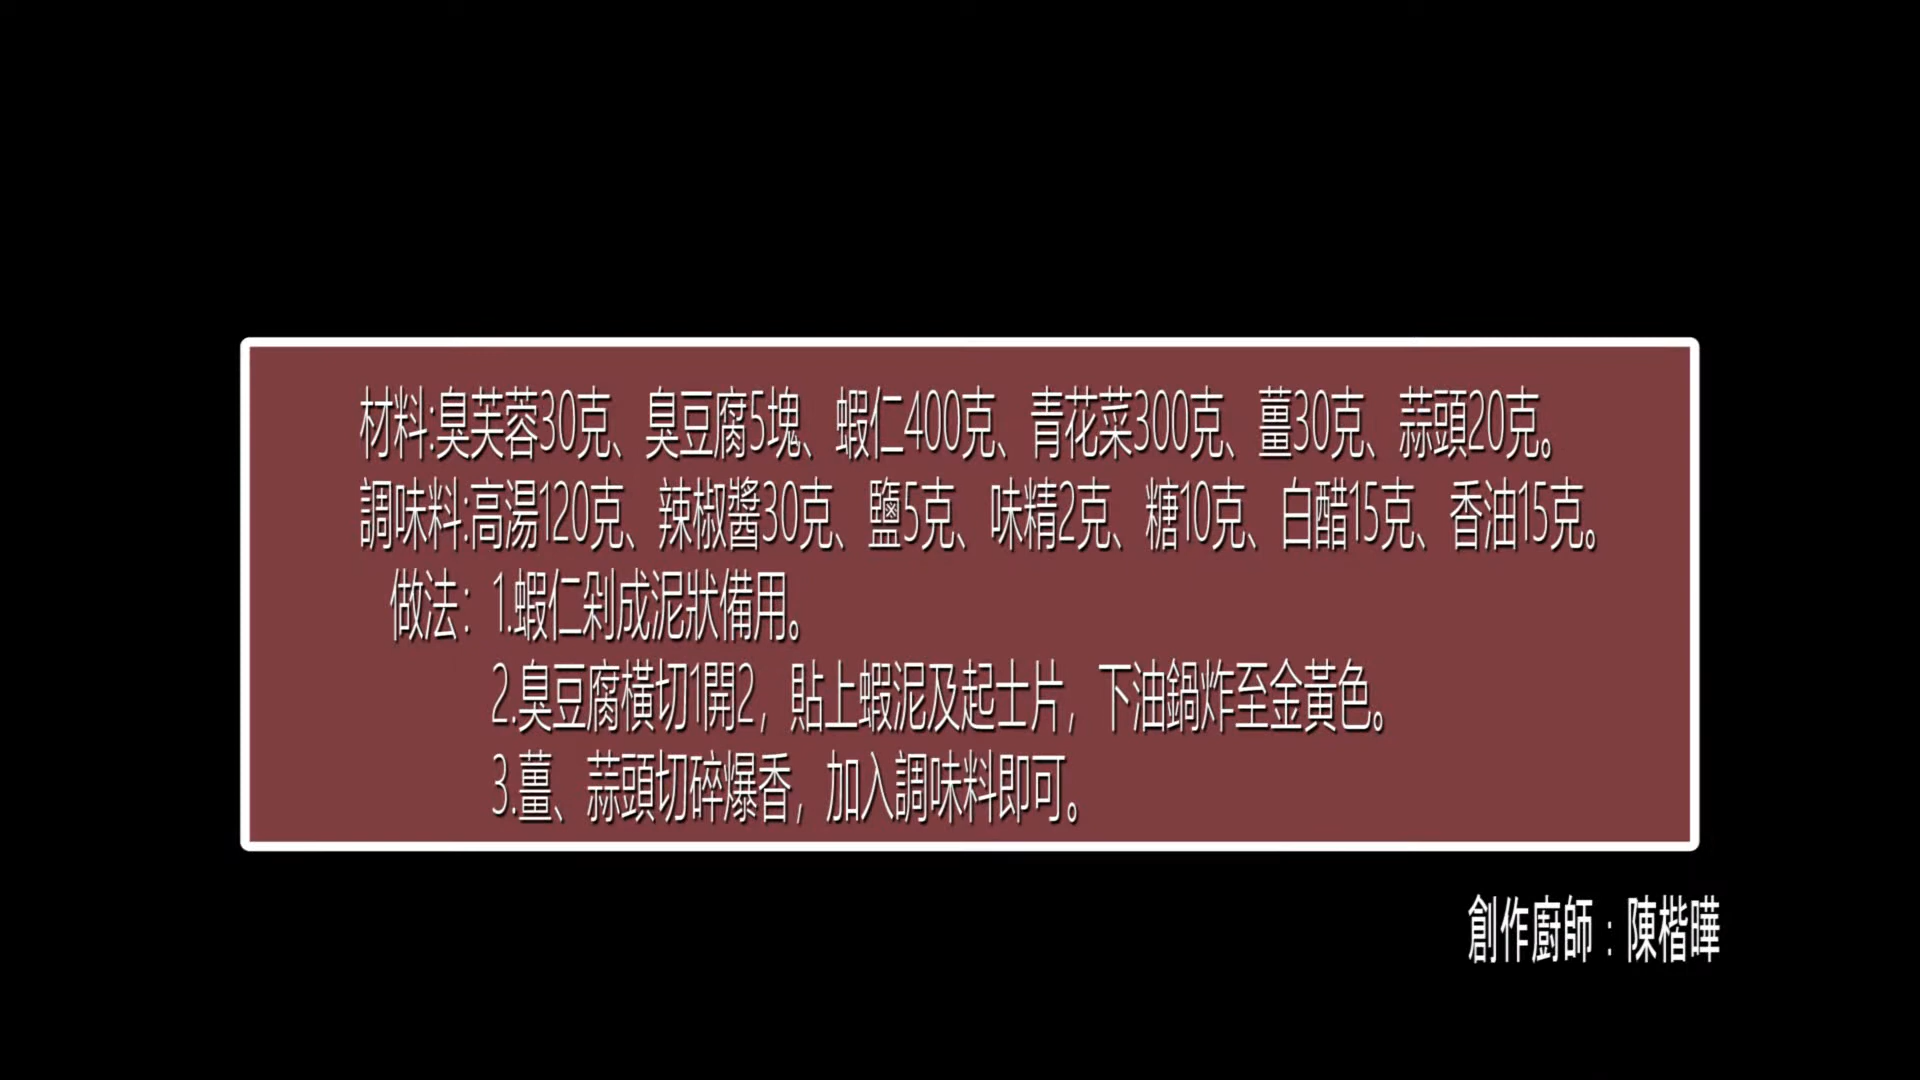 材料:臭芙蓉30克、臭豆腐5塊、蝦仁400克、青花菜300克、薑30克、蒜頭20克。
調味料:高湯120克、辣椒醬30克、鹽5克、味精2克、糖10克、白醋15克、香油15克。
做法：1.蝦仁剁成泥狀備用。
2.臭豆腐橫切1開2，貼上蝦泥及起士片，下油鍋炸至金黃色。
3.薑、蒜頭切碎爆香，加入調味料即可。
創作廚師：陳楷曄